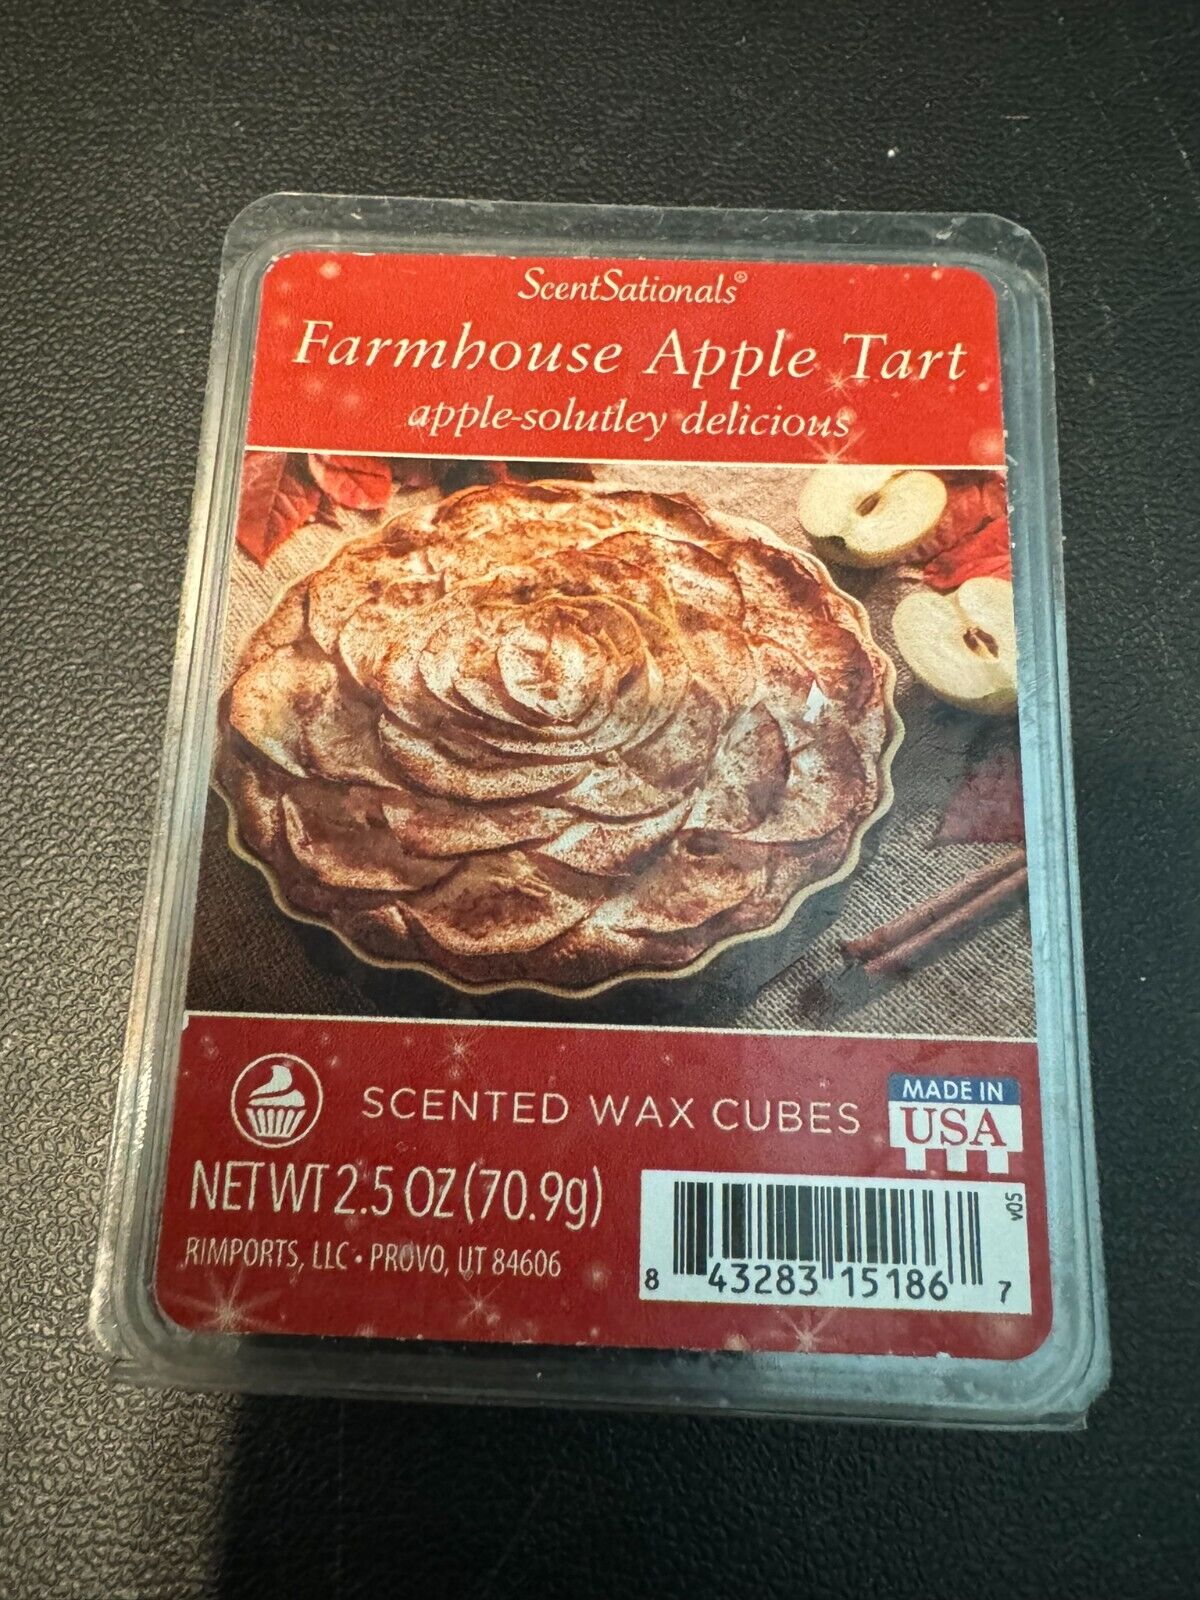 ScentSationals®
Farmhouse Apple Tart
apple-solutley delicious
SCENTED WAX CUBES
MADE IN
USA
NET WT 2.5 OZ (70.9g)
RIMPORTS, LLC • PROVO, UT 84606
v05
8 43283 15186 7